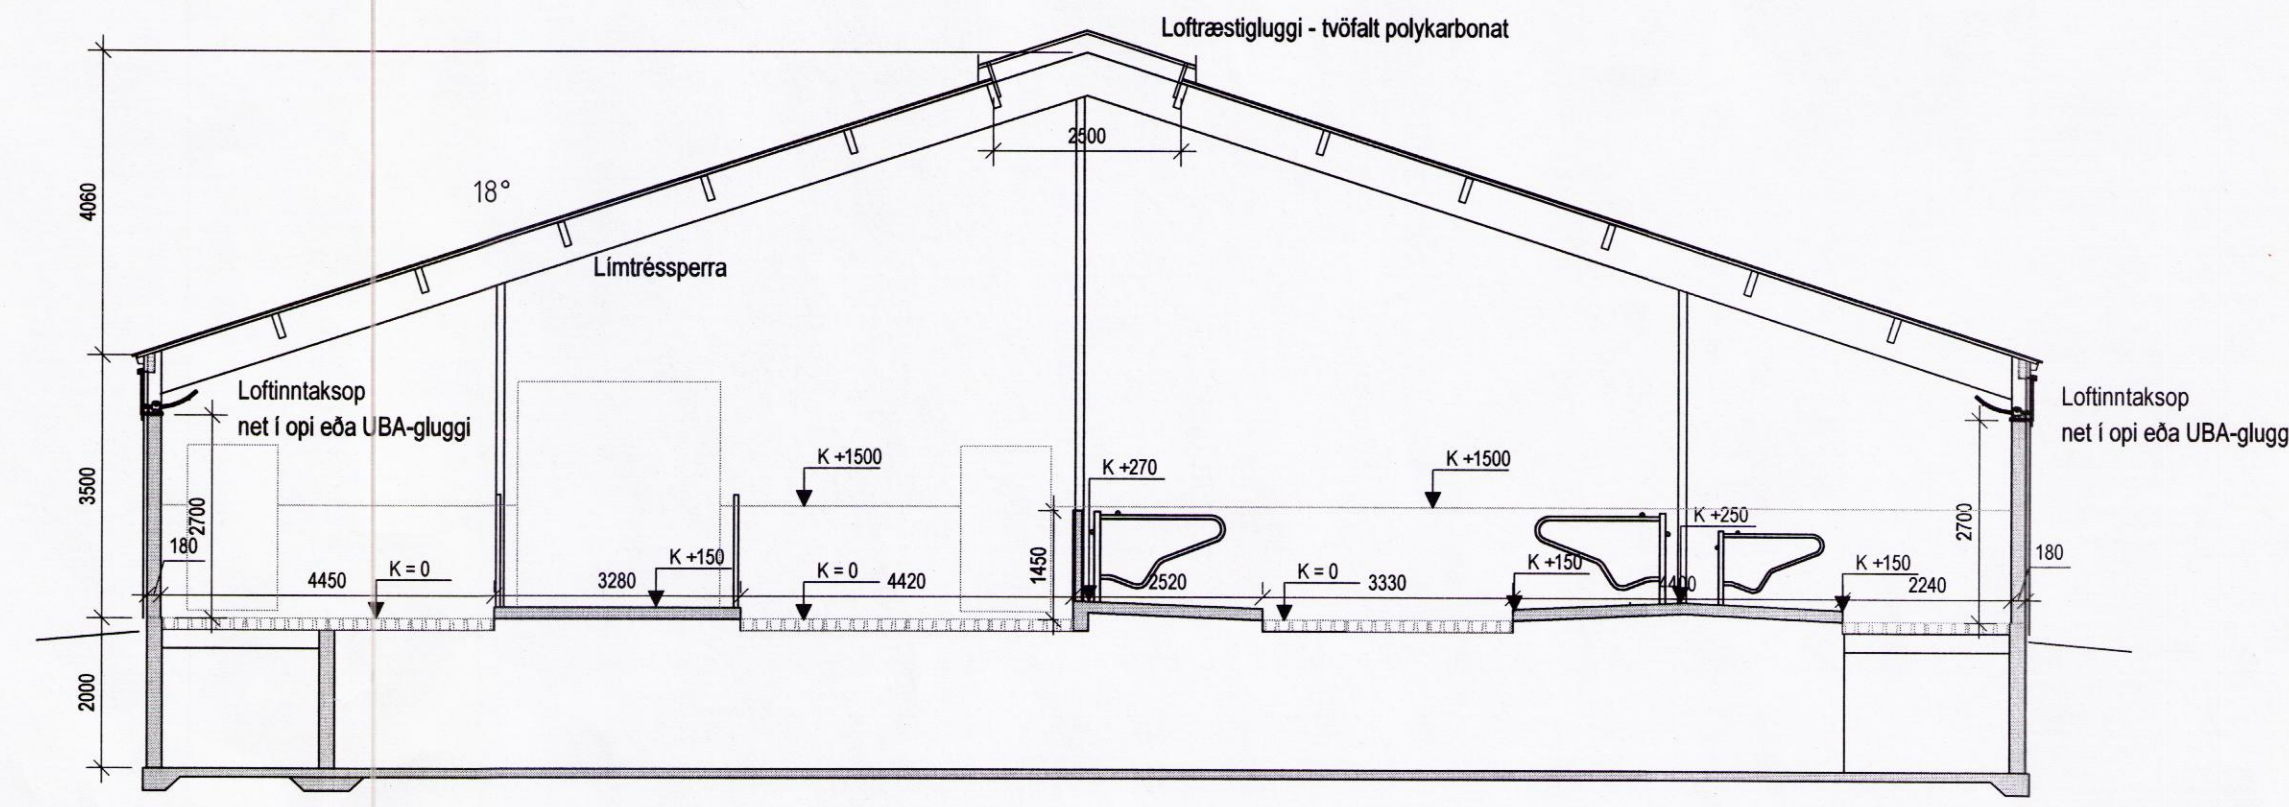 Loftræstigluggi - tvöfalt polykarbonat
2500
4060
18°
Límtréssperra
Loftinntaksop
net í opi eða UBA-gluggi
Loftinntaksop
net í opi eða UBA-glugg
K +1500
K +270
K +1500
3500
2700
1450
K +250
2700
180
K = 0
K +150
K = 0
K = 0
K +150
K +150
180
4450
3280
4420
2520
3330
4400
2240
2000